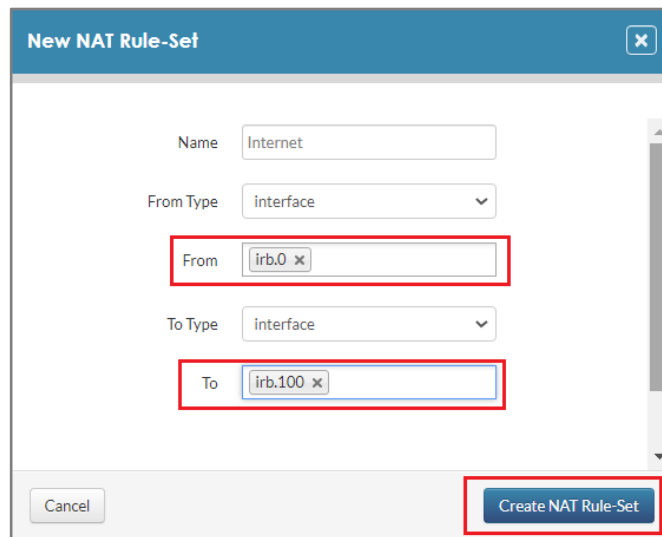 New NAT Rule-Set
Name Internet
From Type interface
From irb.0 ×
To Type interface
To irb.100 ×
Cancel Create NAT Rule-Set